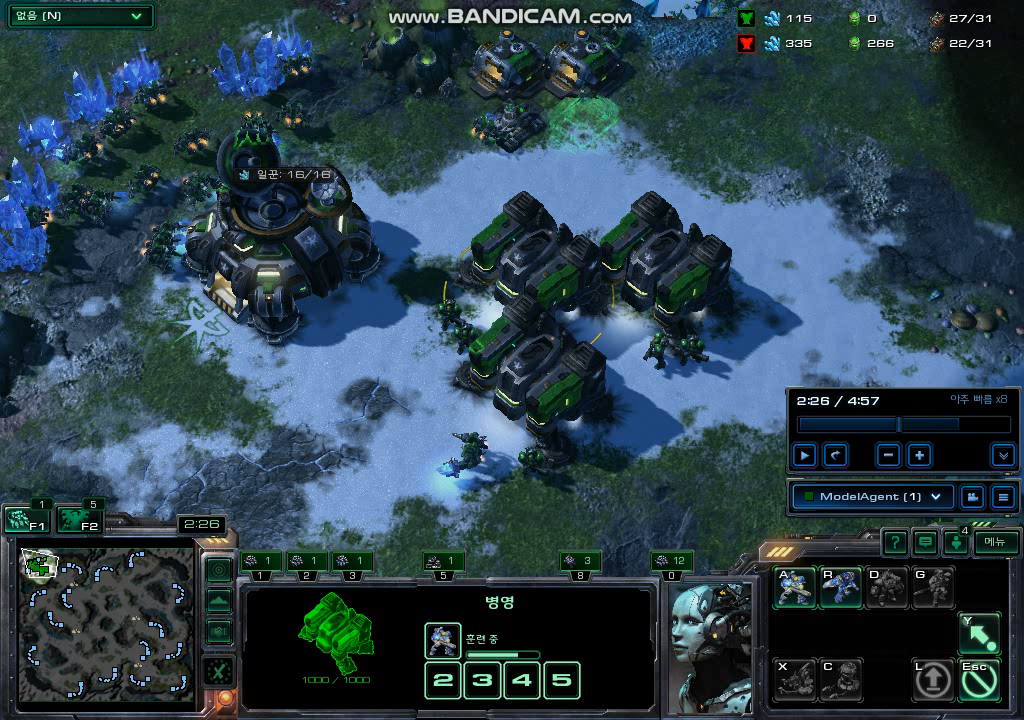 없음 (N)
www.BANDICAM.com
115 0 27/31
335 266 22/31
일꾼: 16/16
2:26 / 4:57 아주 빠름 x8
ModelAgent (1)
1 5
F1 F2
2:26
4
메뉴
1 1 1 1 3 12
1 2 3 5 8 0
병영
훈련 중
1000 / 1000
2 3 4 5
A R D G
Y
X C L Esc